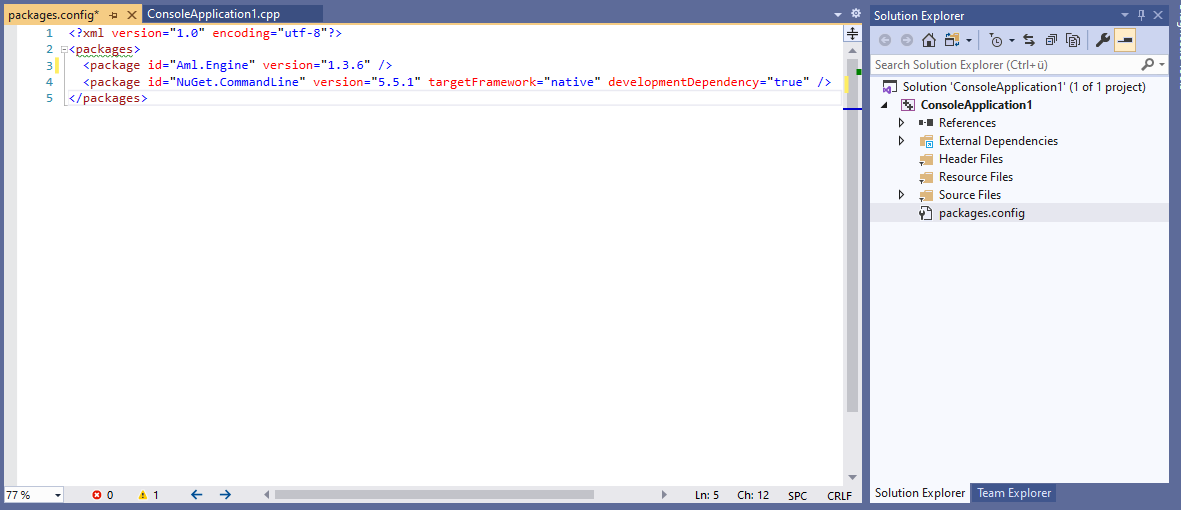 packages.config*
ConsoleApplication1.cpp
1 <?xml version="1.0" encoding="utf-8"?>
2 <packages>
3 <package id="Aml.Engine" version="1.3.6" />
4 <package id="NuGet.CommandLine" version="5.5.1" targetFramework="native" developmentDependency="true" />
5 </packages>
77 %
0
1
Ln: 5
Ch: 12
SPC
CRLF
Solution Explorer
Search Solution Explorer (Ctrl+ü)
Solution 'ConsoleApplication1' (1 of 1 project)
ConsoleApplication1
References
External Dependencies
Header Files
Resource Files
Source Files
packages.config
Solution Explorer
Team Explorer